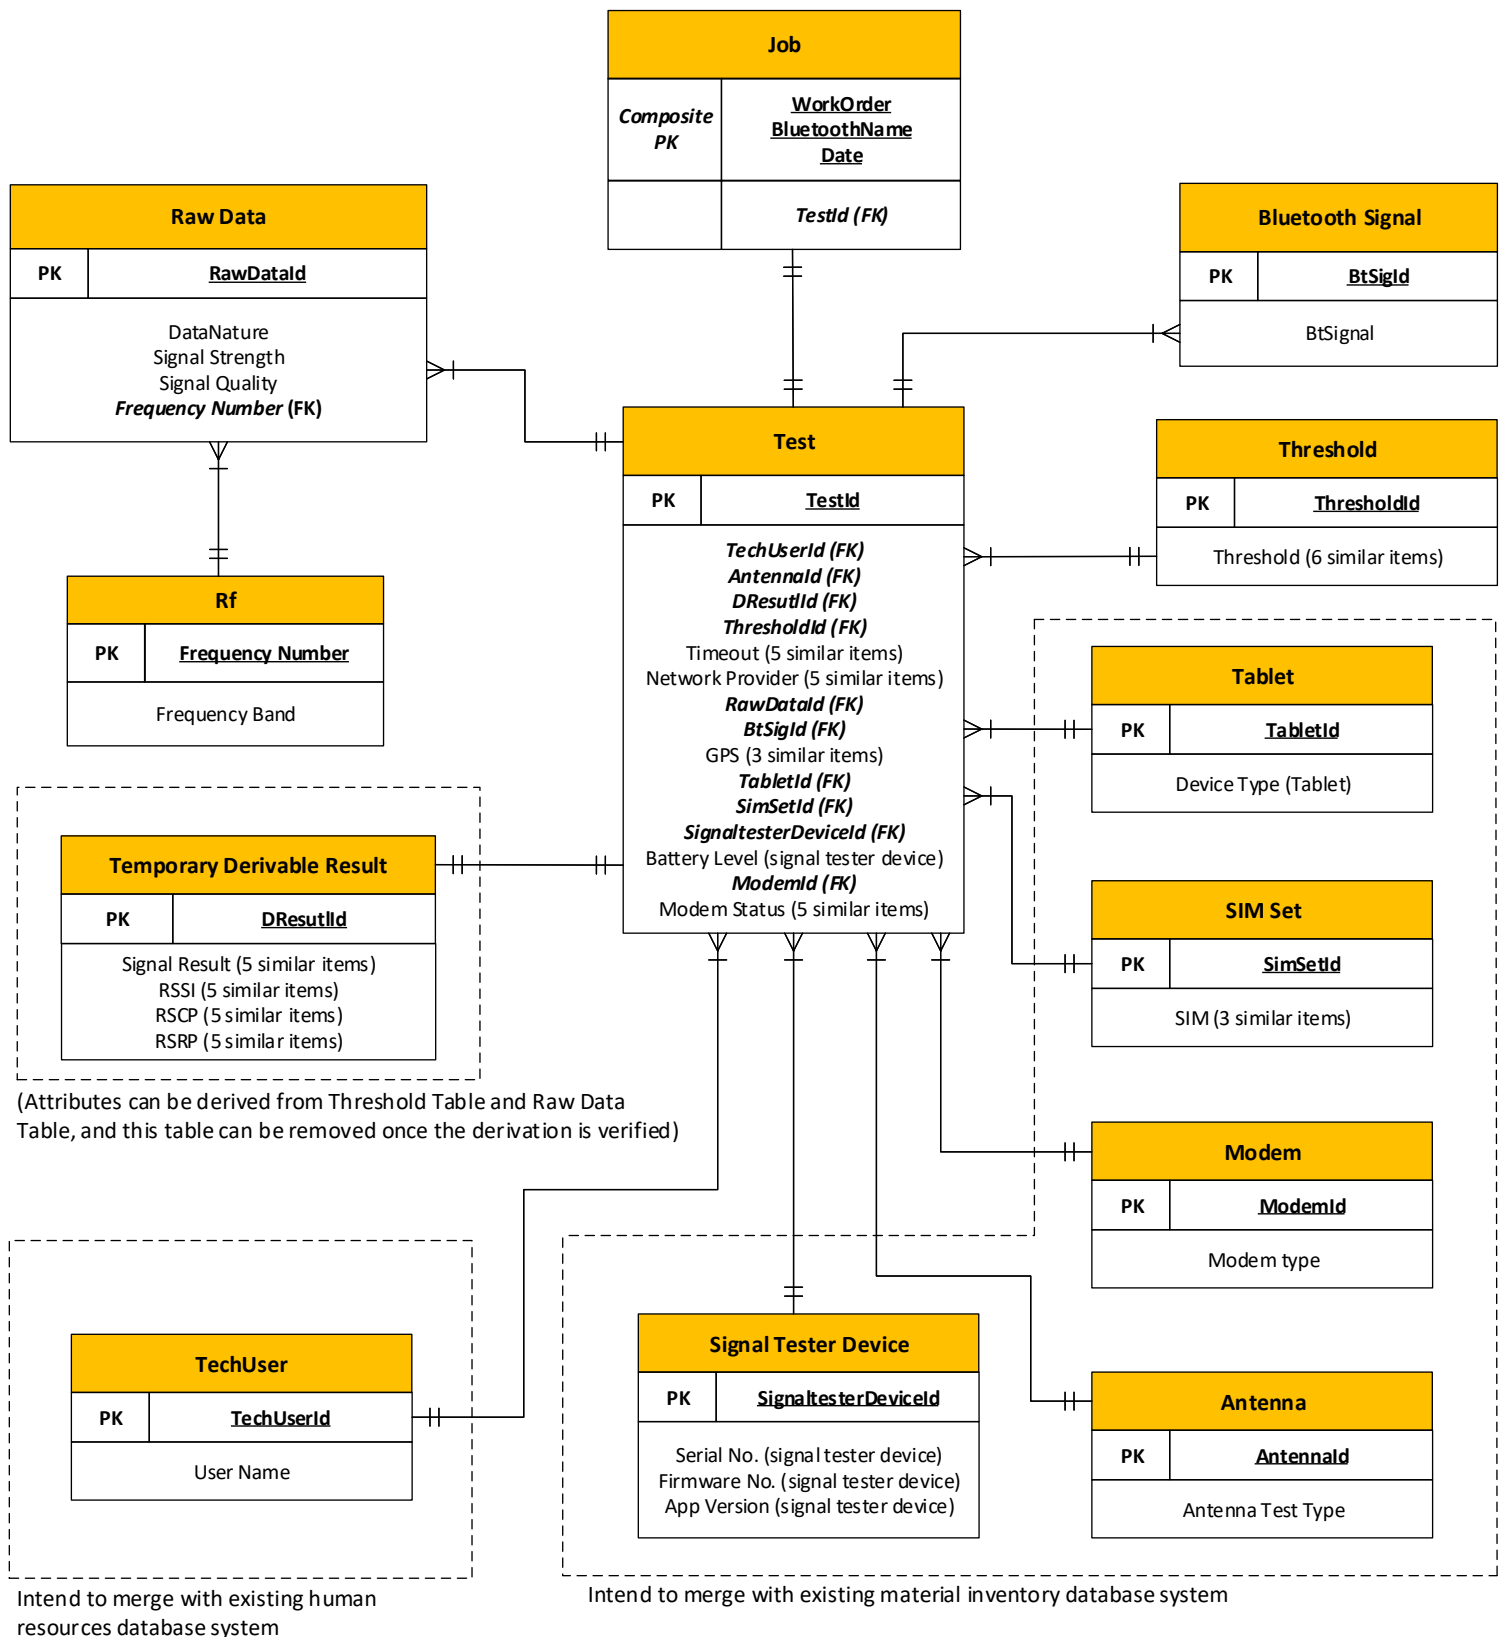 Job
Composite
PK
WorkOrder
BluetoothName
Date
TestId (FK)
Raw Data
PK
RawDataId
DataNature
Signal Strength
Signal Quality
Frequency Number (FK)
Bluetooth Signal
PK
BtSigId
BtSignal
Test
PK
TestId
TechUserId (FK)
AntennaId (FK)
DResutlId (FK)
ThresholdId (FK)
Timeout (5 similar items)
Network Provider (5 similar items)
RawDataId (FK)
BtSigId (FK)
GPS (3 similar items)
TabletId (FK)
SimSetId (FK)
SignaltesterDeviceId (FK)
Battery Level (signal tester device)
ModemId (FK)
Modem Status (5 similar items)
Threshold
PK
ThresholdId
Threshold (6 similar items)
Rf
PK
Frequency Number
Frequency Band
Tablet
PK
TabletId
Device Type (Tablet)
Temporary Derivable Result
PK
DResutlId
Signal Result (5 similar items)
RSSI (5 similar items)
RSCP (5 similar items)
RSRP (5 similar items)
(Attributes can be derived from Threshold Table and Raw Data
Table, and this table can be removed once the derivation is verified)
SIM Set
PK
SimSetId
SIM (3 similar items)
Modem
PK
ModemId
Modem type
TechUser
PK
TechUserId
User Name
Intend to merge with existing human
resources database system
Signal Tester Device
PK
SignaltesterDeviceId
Serial No. (signal tester device)
Firmware No. (signal tester device)
App Version (signal tester device)
Antenna
PK
AntennaId
Antenna Test Type
Intend to merge with existing material inventory database system